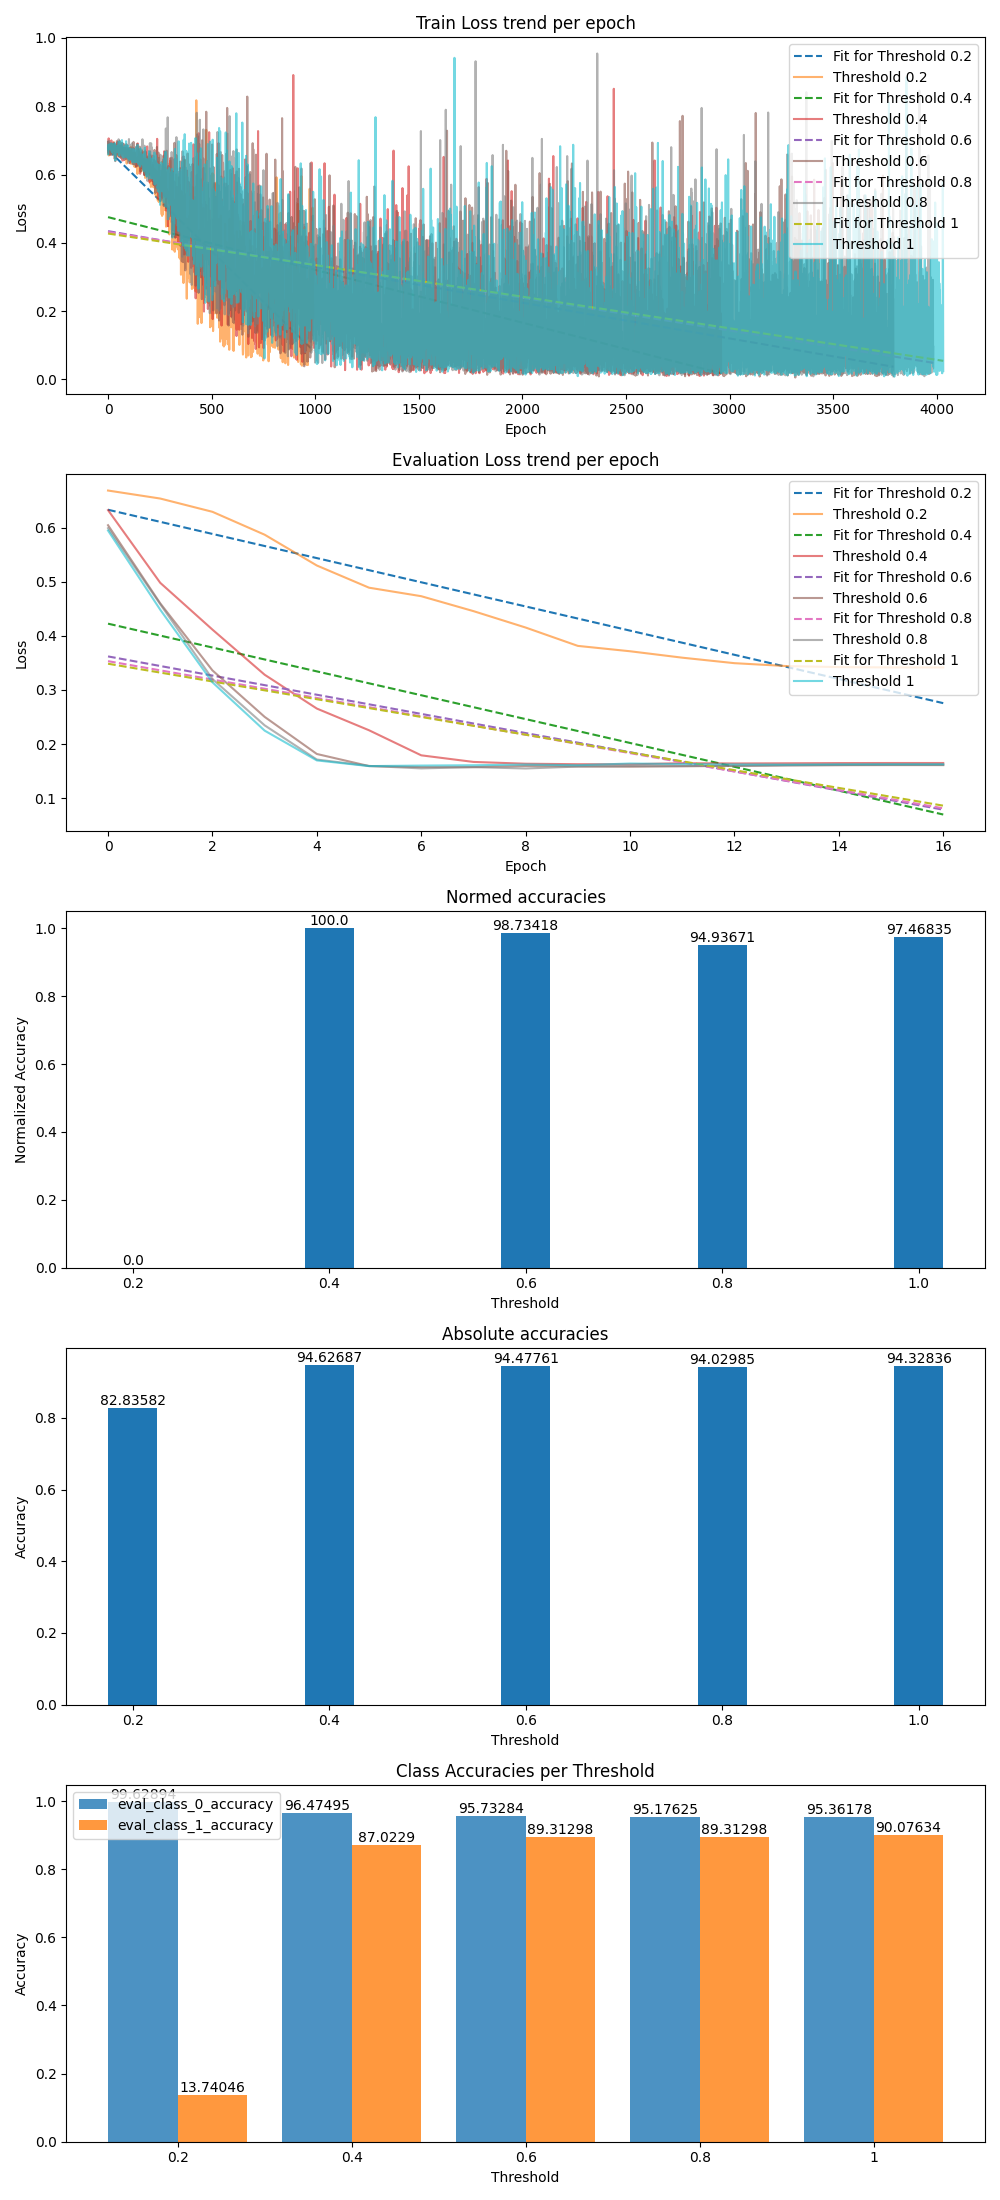 Train Loss trend per epoch
1.0
0.8
0.6
0.4
0.2
0.0
Loss
Fit for Threshold 0.2
Threshold 0.2
Fit for Threshold 0.4
Threshold 0.4
Fit for Threshold 0.6
Threshold 0.6
Fit for Threshold 0.8
Threshold 0.8
Fit for Threshold 1
Threshold 1
0 500 1000 1500 2000 2500 3000 3500 4000
Epoch
Evaluation Loss trend per epoch
0.6
0.5
0.4
0.3
0.2
0.1
Loss
Fit for Threshold 0.2
Threshold 0.2
Fit for Threshold 0.4
Threshold 0.4
Fit for Threshold 0.6
Threshold 0.6
Fit for Threshold 0.8
Threshold 0.8
Fit for Threshold 1
Threshold 1
0 2 4 6 8 10 12 14 16
Epoch
Normed accuracies
1.0
0.8
0.6
0.4
0.2
0.0
Normalized Accuracy
0.0 100.0 98.73418 94.93671 97.46835
0.2 0.4 0.6 0.8 1.0
Threshold
Absolute accuracies
0.8
0.6
0.4
0.2
0.0
Accuracy
82.83582 94.62687 94.47761 94.02985 94.32836
0.2 0.4 0.6 0.8 1.0
Threshold
Class Accuracies per Threshold
1.0
0.8
0.6
0.4
0.2
0.0
Accuracy
eval_class_0_accuracy
eval_class_1_accuracy
99.62894 96.47495 95.73284 95.17625 95.36178
13.74046 87.0229 89.31298 89.31298 90.07634
0.2 0.4 0.6 0.8 1
Threshold